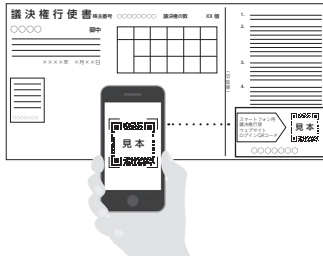 議決権行使書 株主番号 ○○○○○○○○ 議決権の数 XX 個
○○○○ 御中
××××年 ×月××日
○○○○○○○
1.
2.
3.
4.
スマートフォン用
議決権行使
ウェブサイト
ログインQRコード
見本
○○○○○○○
見本